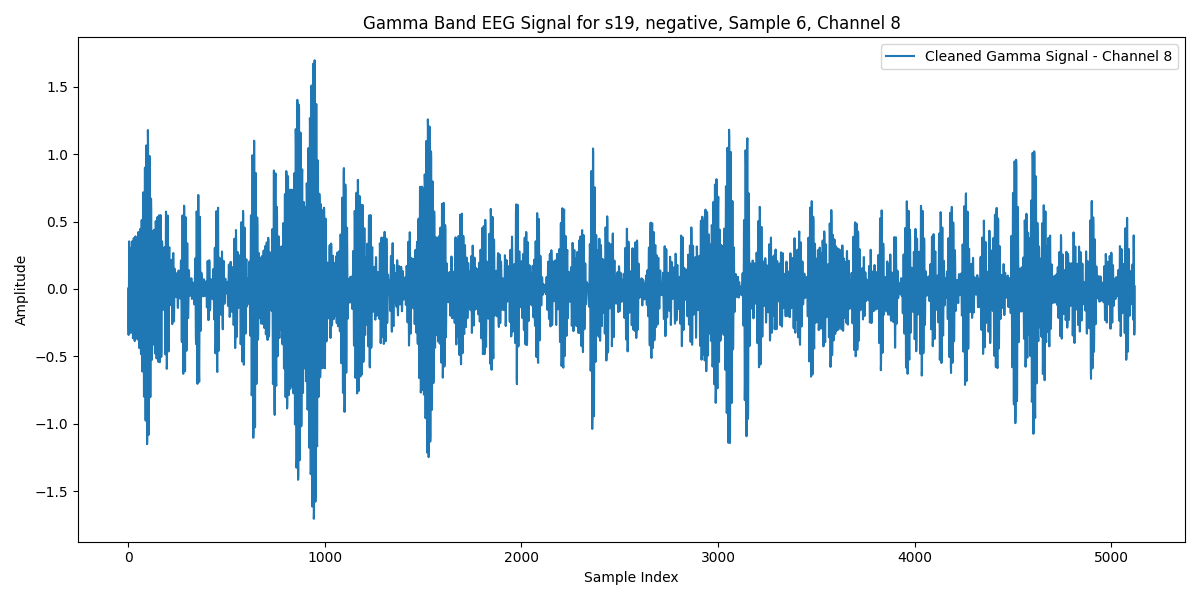 Gamma Band EEG Signal for s19, negative, Sample 6, Channel 8
Cleaned Gamma Signal - Channel 8
1.5
1.0
0.5
0.0
−0.5
−1.0
−1.5
Amplitude
0 1000 2000 3000 4000 5000
Sample Index